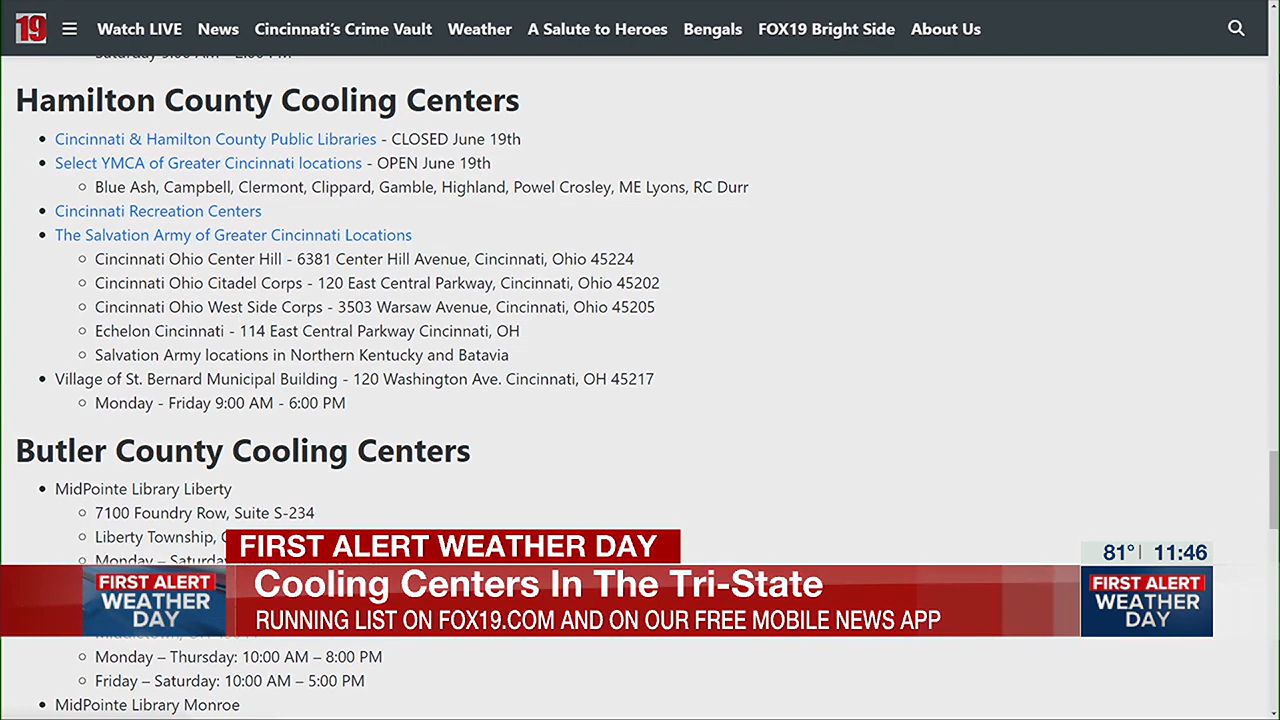 19 Watch LIVE News Cincinnati's Crime Vault Weather A Salute to Heroes Bengals FOX19 Bright Side About Us
Saturday 9:00 AM - 2:00 PM
Hamilton County Cooling Centers
Cincinnati & Hamilton County Public Libraries - CLOSED June 19th
Select YMCA of Greater Cincinnati locations - OPEN June 19th
Blue Ash, Campbell, Clermont, Clippard, Gamble, Highland, Powel Crosley, ME Lyons, RC Durr
Cincinnati Recreation Centers
The Salvation Army of Greater Cincinnati Locations
Cincinnati Ohio Center Hill - 6381 Center Hill Avenue, Cincinnati, Ohio 45224
Cincinnati Ohio Citadel Corps - 120 East Central Parkway, Cincinnati, Ohio 45202
Cincinnati Ohio West Side Corps - 3503 Warsaw Avenue, Cincinnati, Ohio 45205
Echelon Cincinnati - 114 East Central Parkway Cincinnati, OH
Salvation Army locations in Northern Kentucky and Batavia
Village of St. Bernard Municipal Building - 120 Washington Ave. Cincinnati, OH 45217
Monday - Friday 9:00 AM - 6:00 PM
Butler County Cooling Centers
MidPointe Library Liberty
7100 Foundry Row, Suite S-234
Liberty Township,
Monday – Saturday
FIRST ALERT WEATHER DAY
81° 11:46
FIRST ALERT
WEATHER
DAY
Cooling Centers In The Tri-State
RUNNING LIST ON FOX19.COM AND ON OUR FREE MOBILE NEWS APP
FIRST ALERT
WEATHER
DAY
Monday – Thursday: 10:00 AM – 8:00 PM
Friday – Saturday: 10:00 AM – 5:00 PM
MidPointe Library Monroe